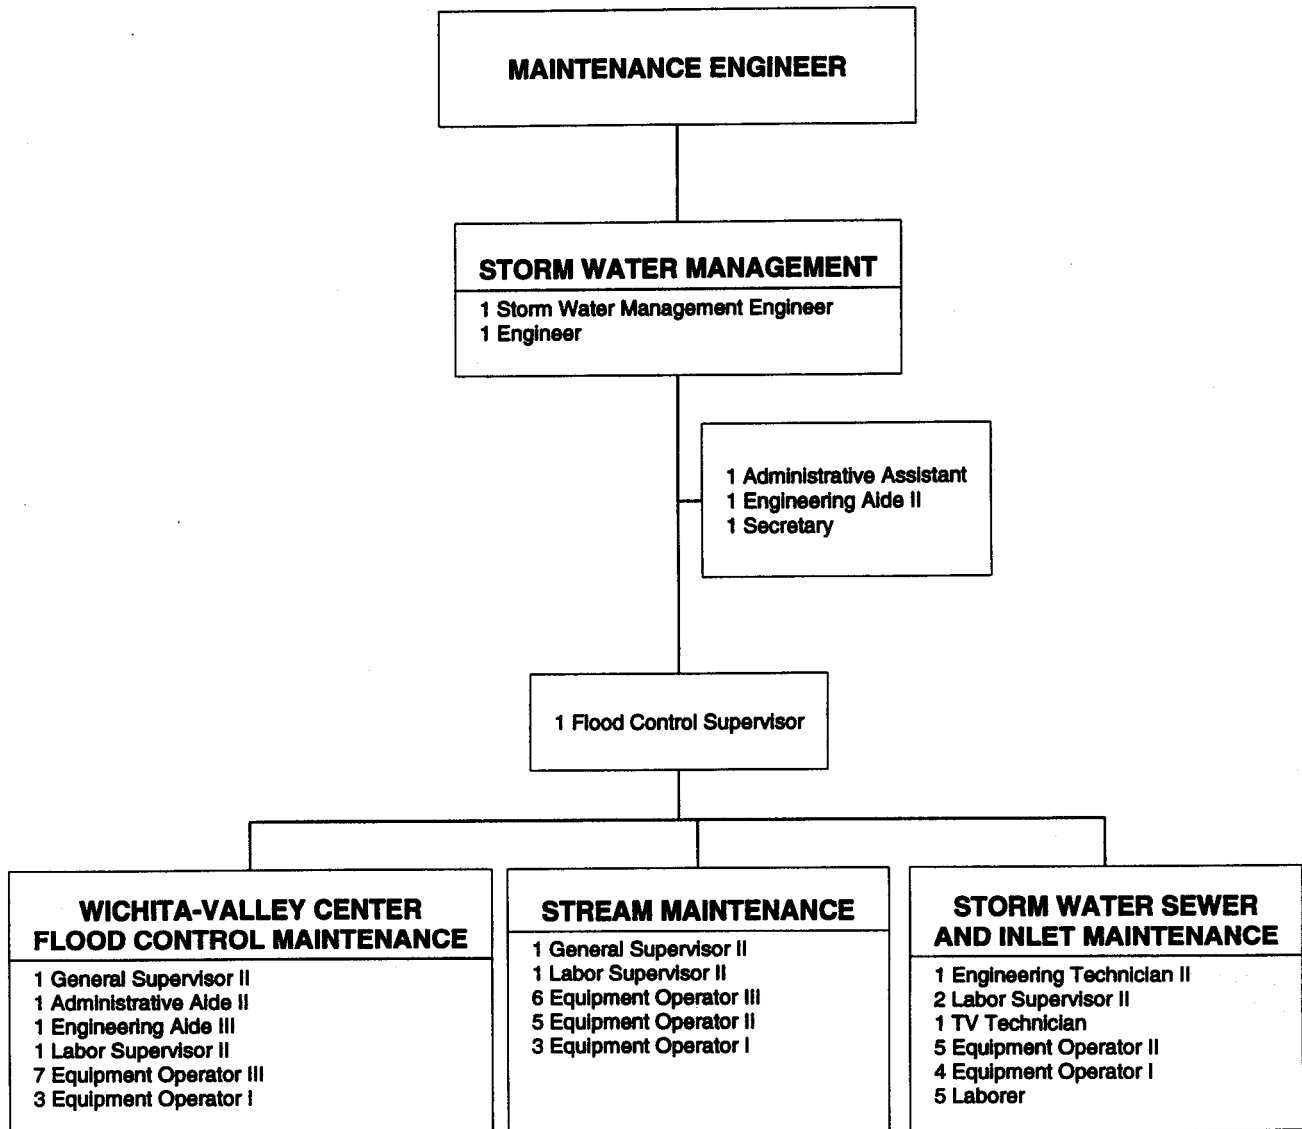 MAINTENANCE ENGINEER
STORM WATER MANAGEMENT
1 Storm Water Management Engineer
1 Engineer
1 Administrative Assistant
1 Engineering Aide II
1 Secretary
1 Flood Control Supervisor
WICHITA-VALLEY CENTER
FLOOD CONTROL MAINTENANCE
1 General Supervisor II
1 Administrative Aide II
1 Engineering Aide III
1 Labor Supervisor II
7 Equipment Operator III
3 Equipment Operator I
STREAM MAINTENANCE
1 General Supervisor II
1 Labor Supervisor II
6 Equipment Operator III
5 Equipment Operator II
3 Equipment Operator I
STORM WATER SEWER
AND INLET MAINTENANCE
1 Engineering Technician II
2 Labor Supervisor II
1 TV Technician
5 Equipment Operator II
4 Equipment Operator I
5 Laborer